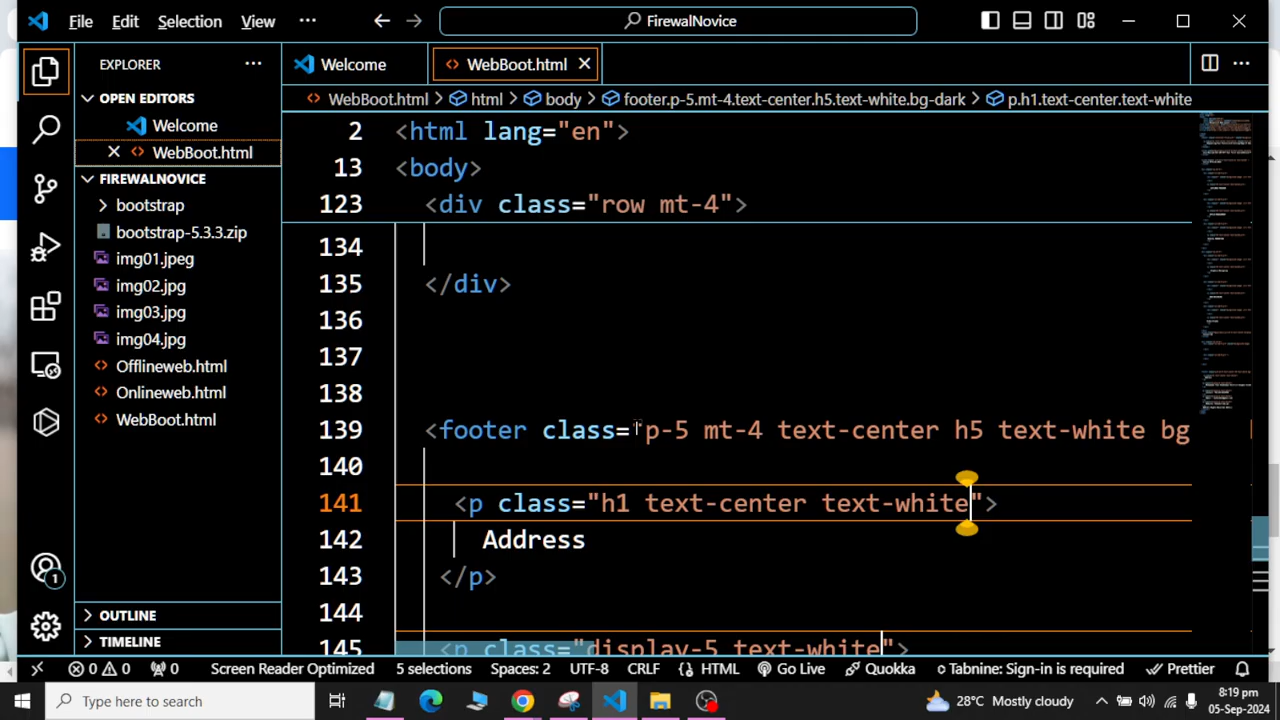 File Edit Selection View ··· FirewalNovice
EXPLORER ···
OPEN EDITORS
Welcome
WebBoot.html
FIREWALNOVICE
bootstrap
bootstrap-5.3.3.zip
img01.jpeg
img02.jpg
img03.jpg
img04.jpg
Offlineweb.html
Onlineweb.html
WebBoot.html
OUTLINE
TIMELINE
Welcome WebBoot.html
WebBoot.html > html > body > footer.p-5.mt-4.text-center.h5.text-white.bg-dark > p.h1.text-center.text-white
2 <html lang="en">
13 <body>
123 <div class="row mt-4">
134
135 </div>
136
137
138
139 <footer class="p-5 mt-4 text-center h5 text-white bg
140
141 <p class="h1 text-center text-white">
142 Address
143 </p>
144
145 <p class="display-5 text-white">
1
0 0 0 Screen Reader Optimized 5 selections Spaces: 2 UTF-8 CRLF {} HTML Go Live Quokka Tabnine: Sign-in is required Prettier
Type here to search 28°C Mostly cloudy 8:19 pm
05-Sep-2024